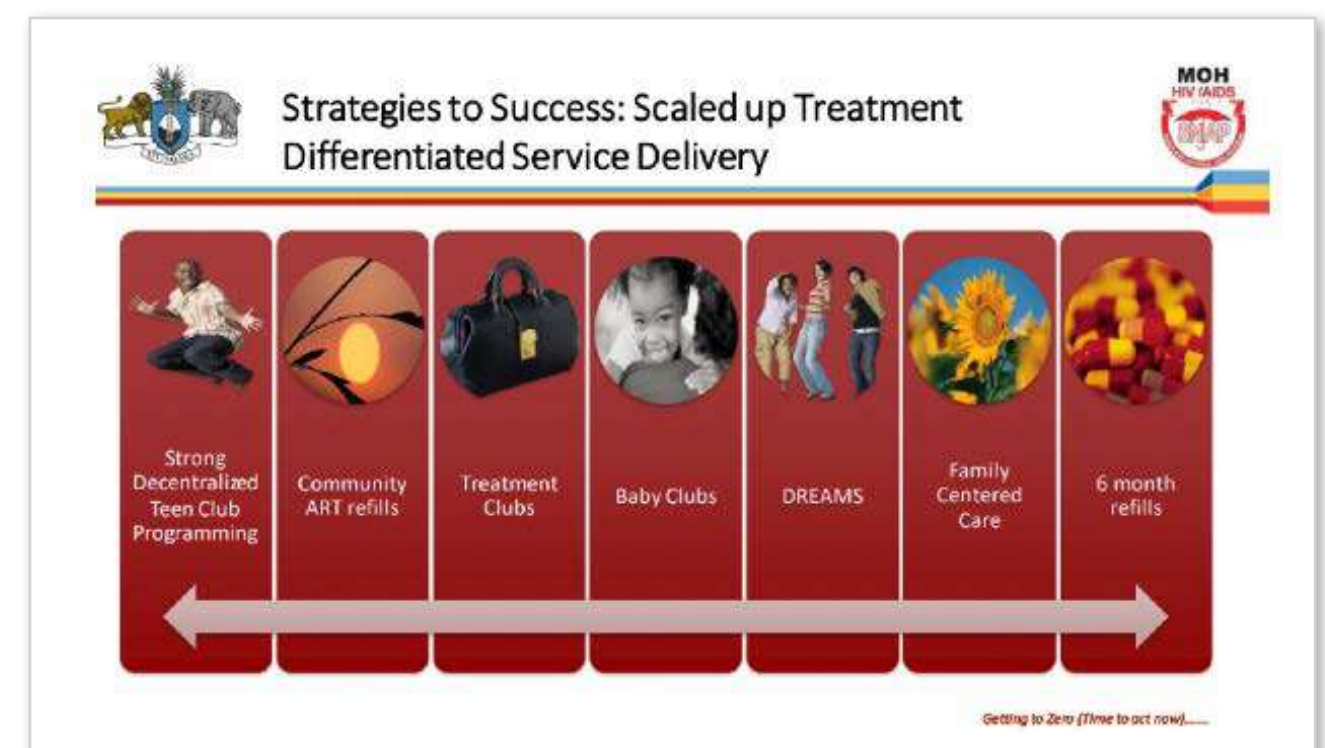 MOH
HIV /AIDS
Strategies to Success: Scaled up Treatment
Differentiated Service Delivery
Strong
Decentralized
Teen Club
Programming
Community
ART refills
Treatment
Clubs
Baby Clubs
DREAMS
Family
Centered
Care
6 month
refills
Getting to Zero (Time to act now)......